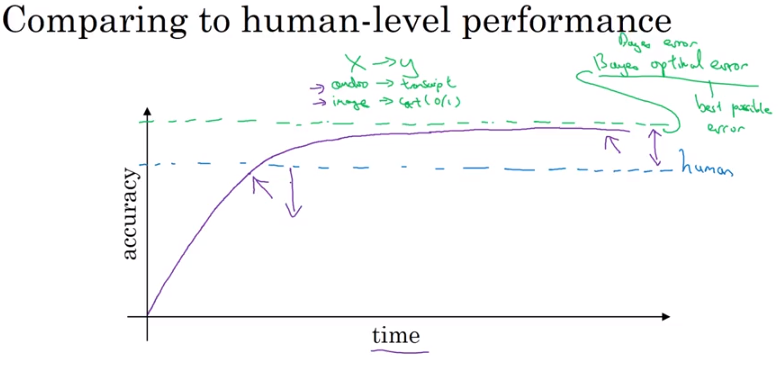 Comparing to human-level performance
Bayes error
Bayes optimal error
best possible
error
X → y
→ audio → transcript
→ image → cat (0/1)
human
accuracy
time